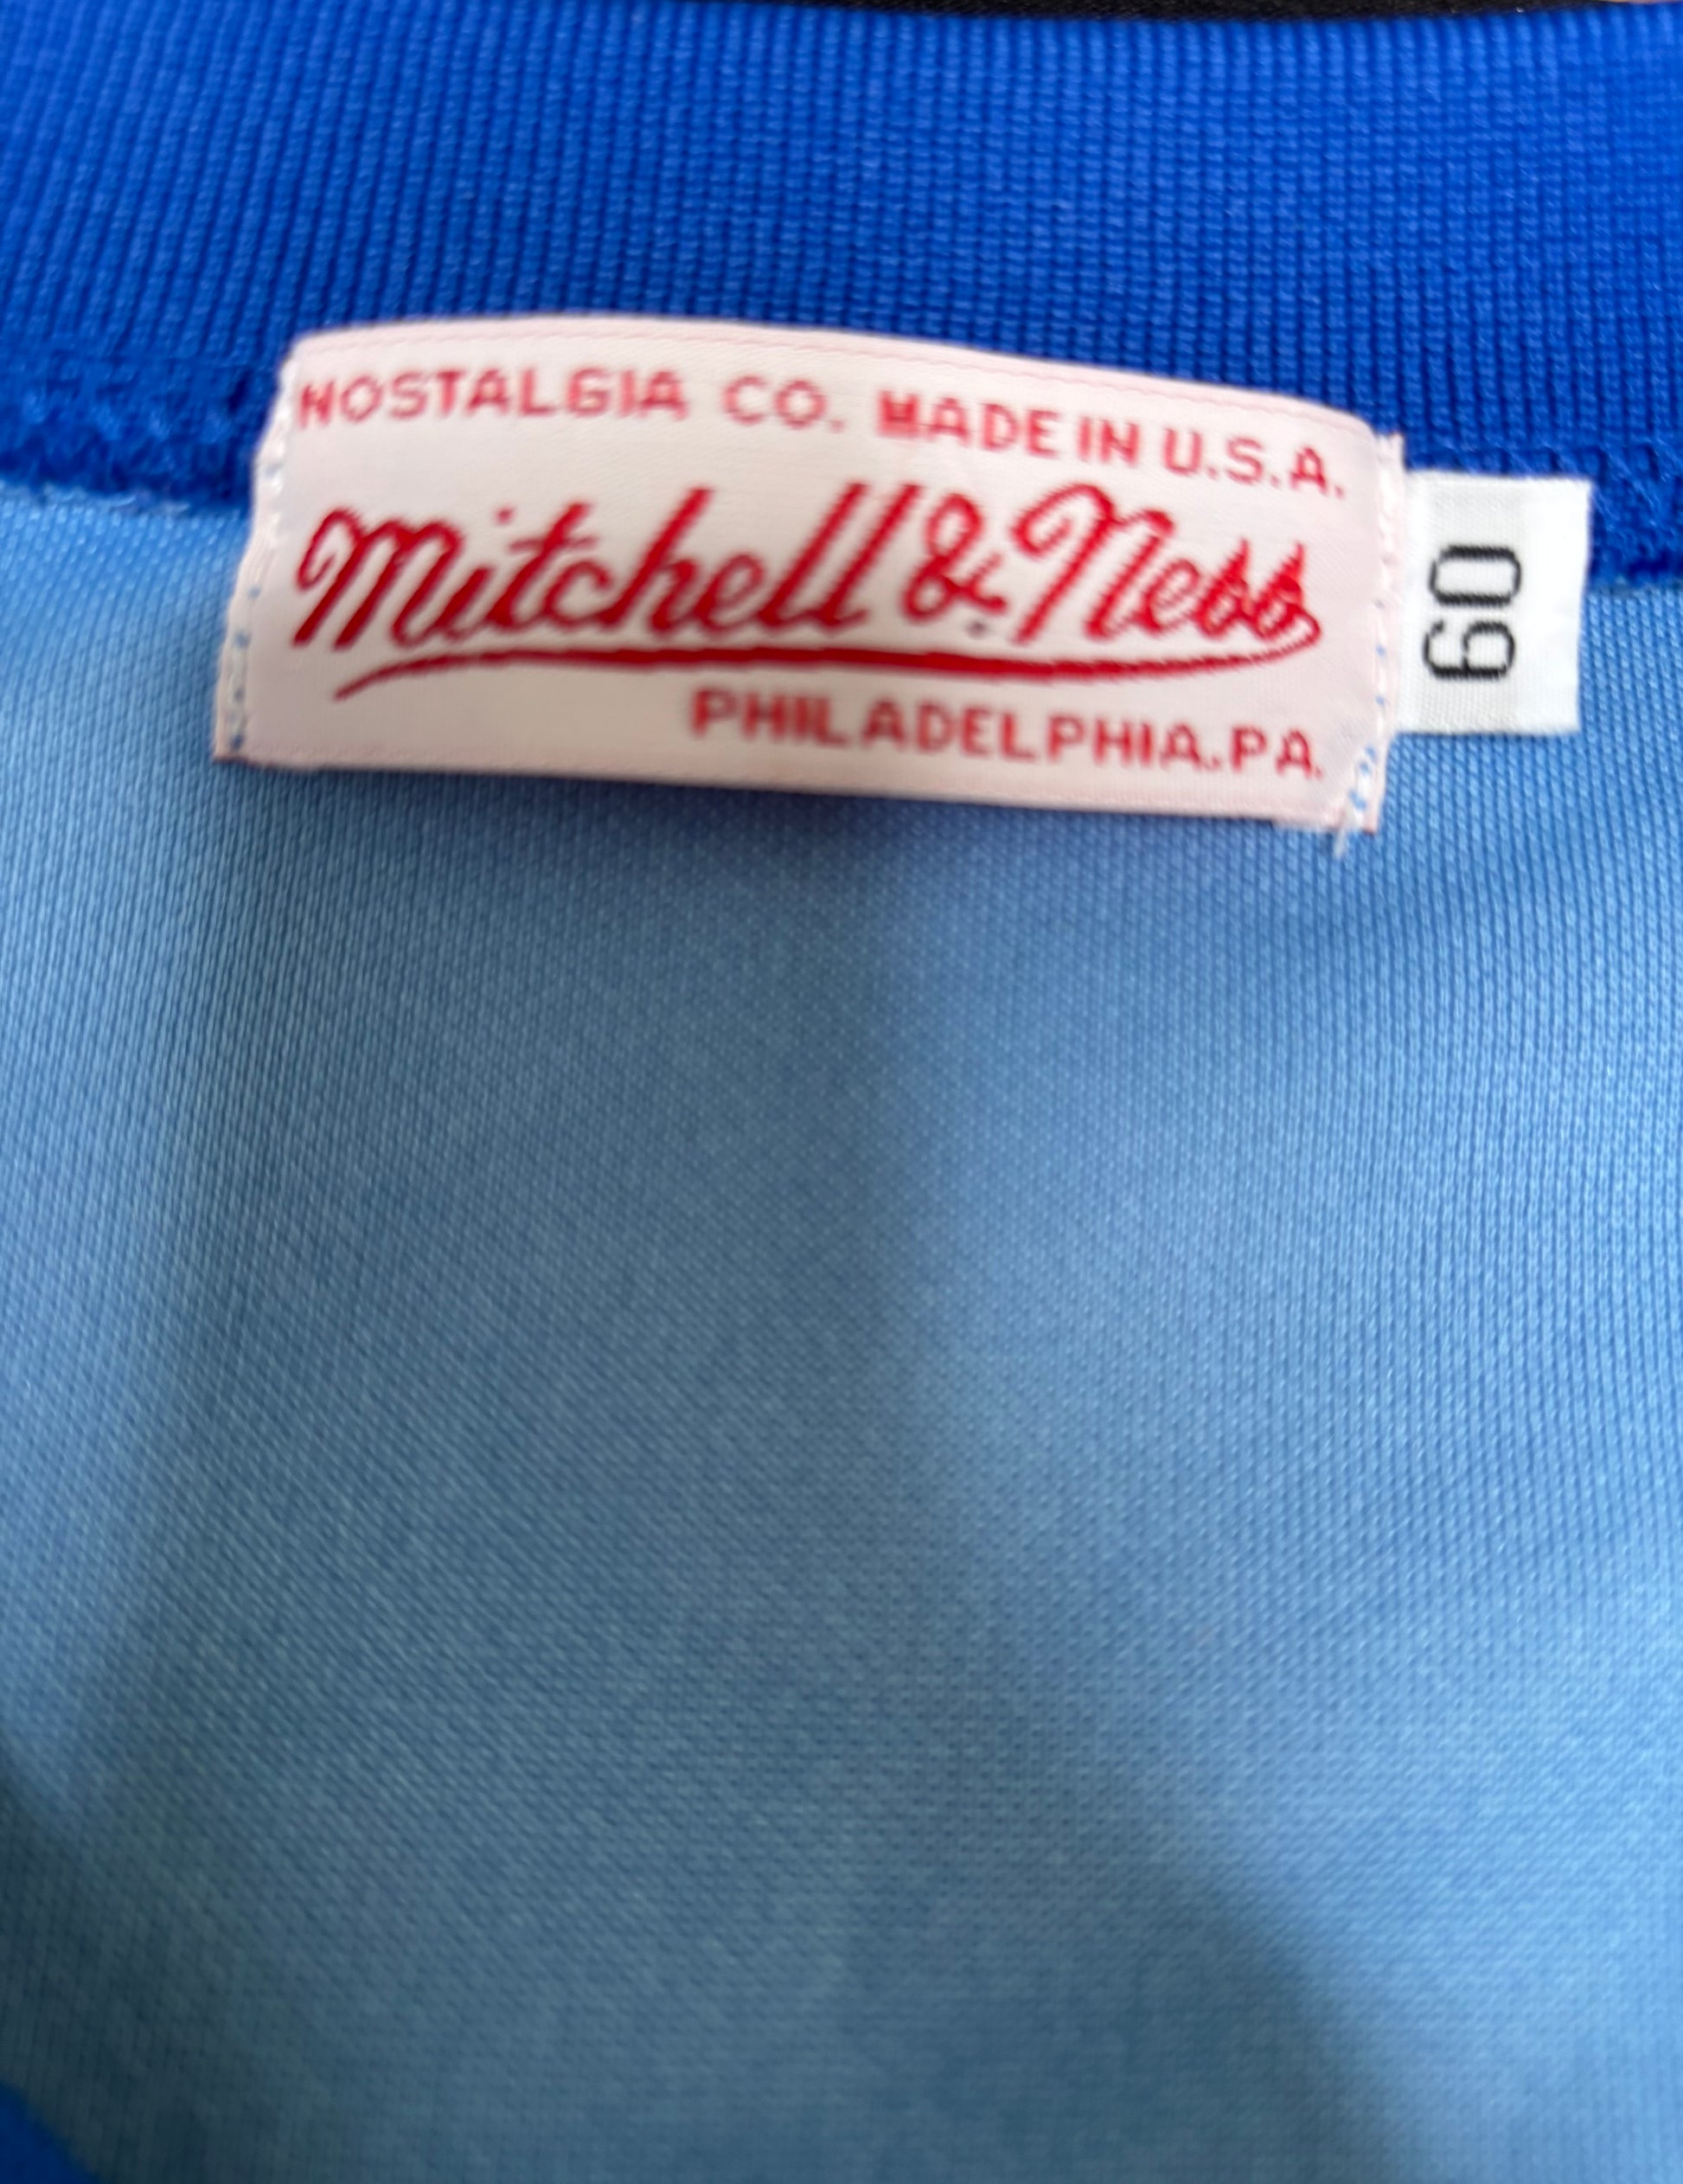 NOSTALGIA CO. MADE IN U.S.A.
Mitchell & Ness
PHILADELPHIA.PA.
60